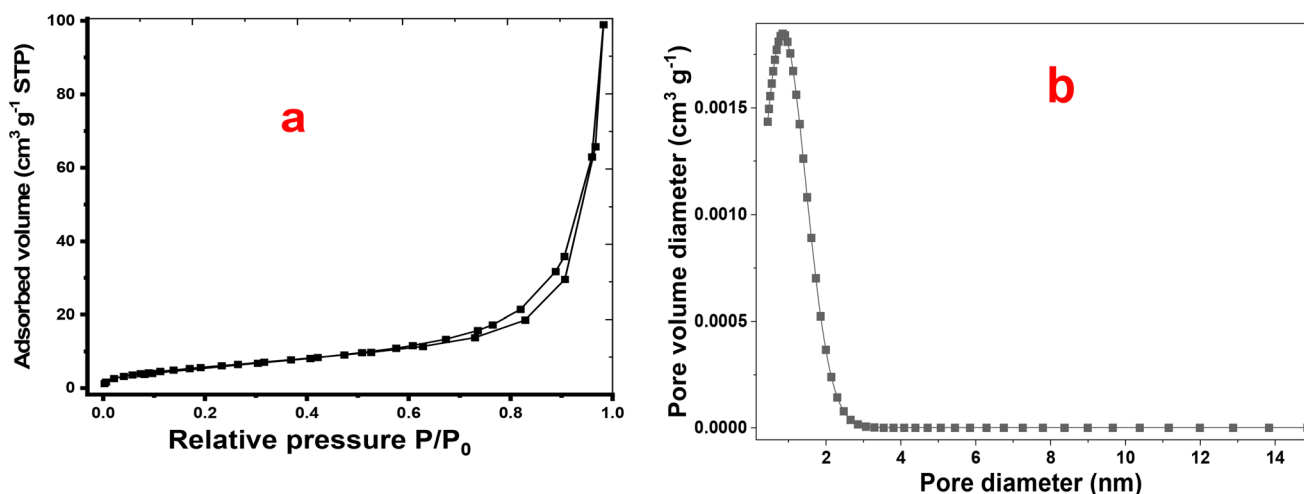 Adsorbed volume (cm³ g⁻¹ STP)
100
80
60
40
20
0
a
0.0 0.2 0.4 0.6 0.8 1.0
Relative pressure P/P₀
Pore volume diameter (cm³ g⁻¹)
0.0015
0.0010
0.0005
0.0000
b
2 4 6 8 10 12 14
Pore diameter (nm)